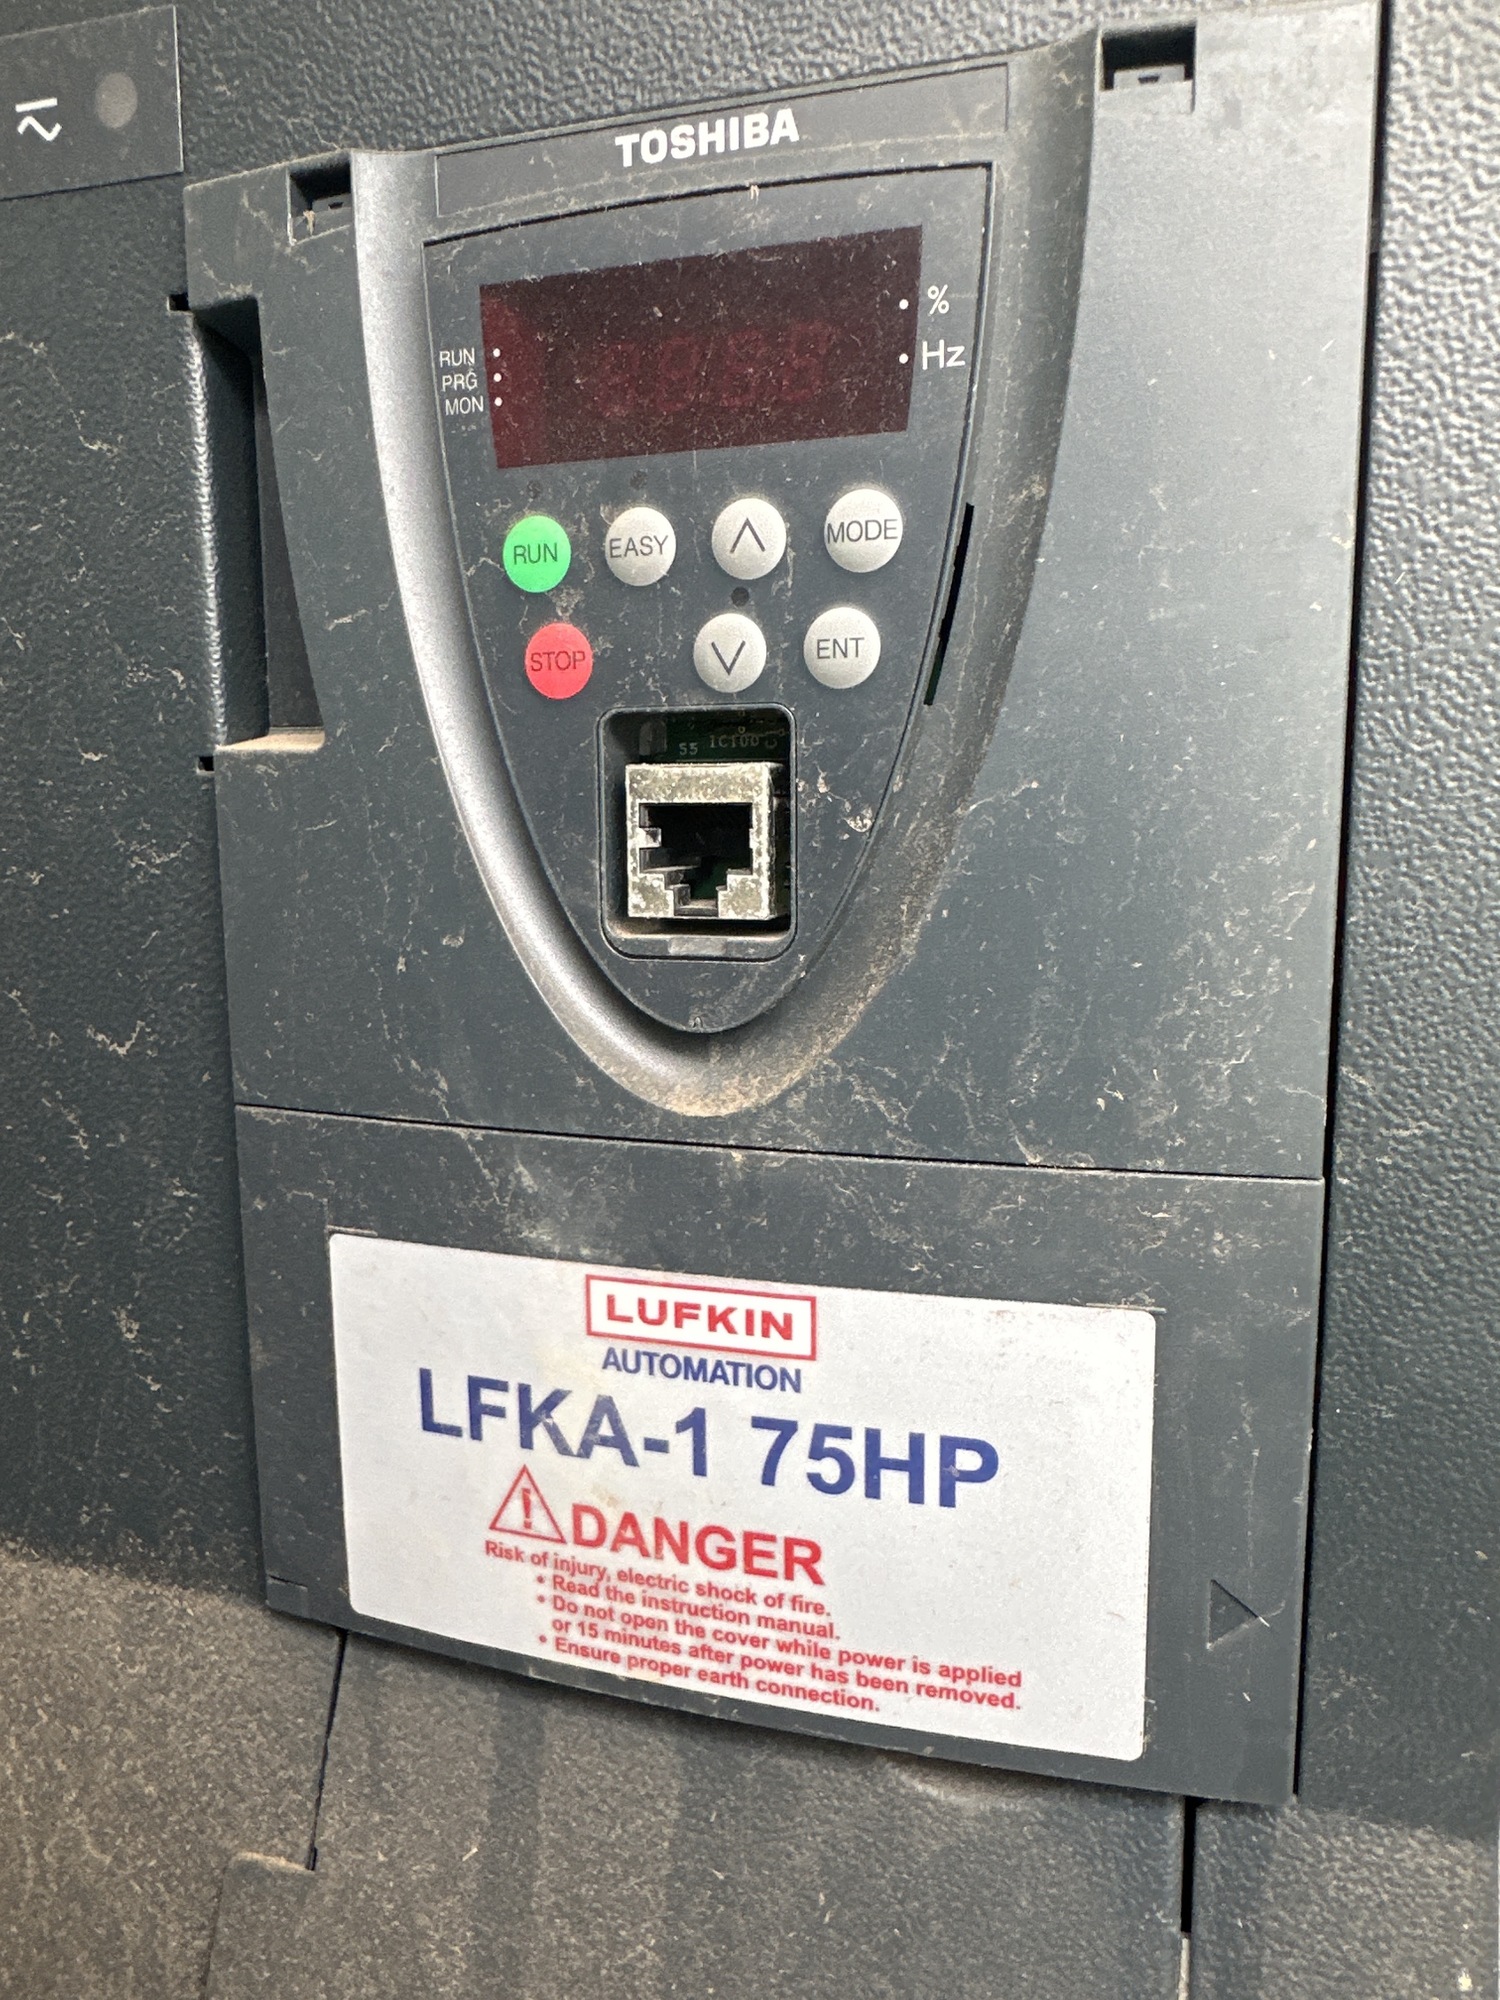 TOSHIBA
%
Hz
RUN
PRG
MON
RUN
EASY
MODE
STOP
ENT
55 1C100
LUFKIN
AUTOMATION
LFKA-1 75HP
DANGER
Risk of injury, electric shock of fire.
• Read the instruction manual.
• Do not open the cover while power is applied
or 15 minutes after power has been removed.
• Ensure proper earth connection.